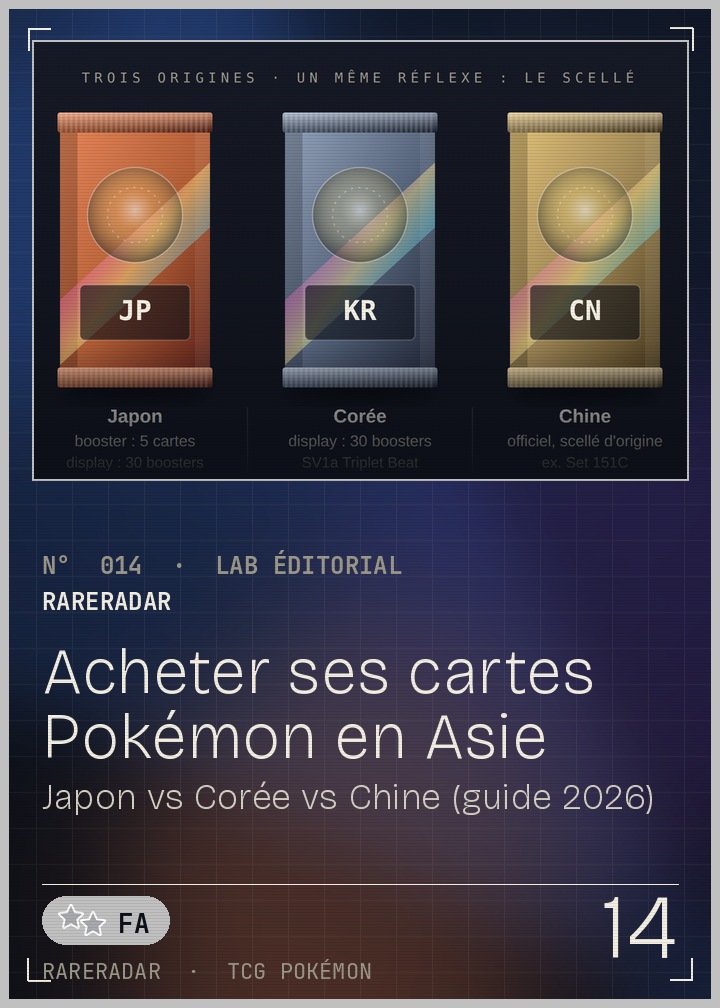 TROIS ORIGINES · UN MÊME RÉFLEXE : LE SCELLÉ
JP
KR
CN
Japon
booster : 5 cartes
display : 30 boosters
Corée
display : 30 boosters
SV1a Triplet Beat
Chine
officiel, scellé d'origine
ex. Set 151C
N° 014 · LAB ÉDITORIAL
RARERADAR
Acheter ses cartes
Pokémon en Asie
Japon vs Corée vs Chine (guide 2026)
FA
14
RARERADAR · TCG POKÉMON